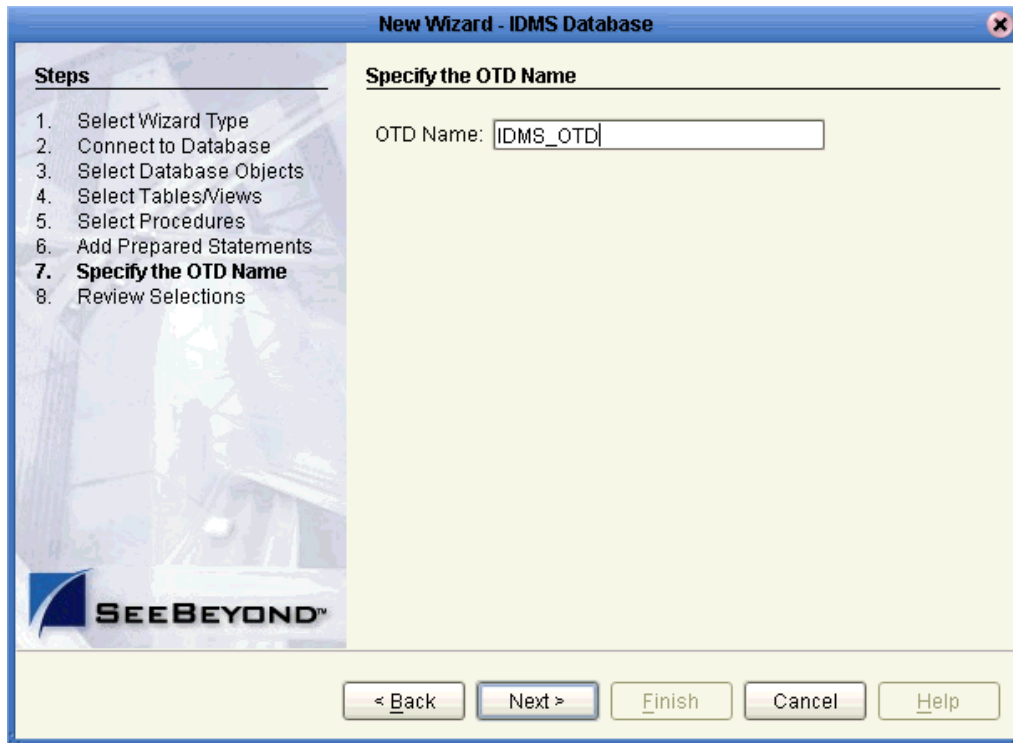 New Wizard - IDMS Database
Steps
1. Select Wizard Type
2. Connect to Database
3. Select Database Objects
4. Select Tables/Views
5. Select Procedures
6. Add Prepared Statements
7. Specify the OTD Name
8. Review Selections
SEEBEYOND™
Specify the OTD Name
OTD Name: IDMS_OTD
< Back Next > Finish Cancel Help